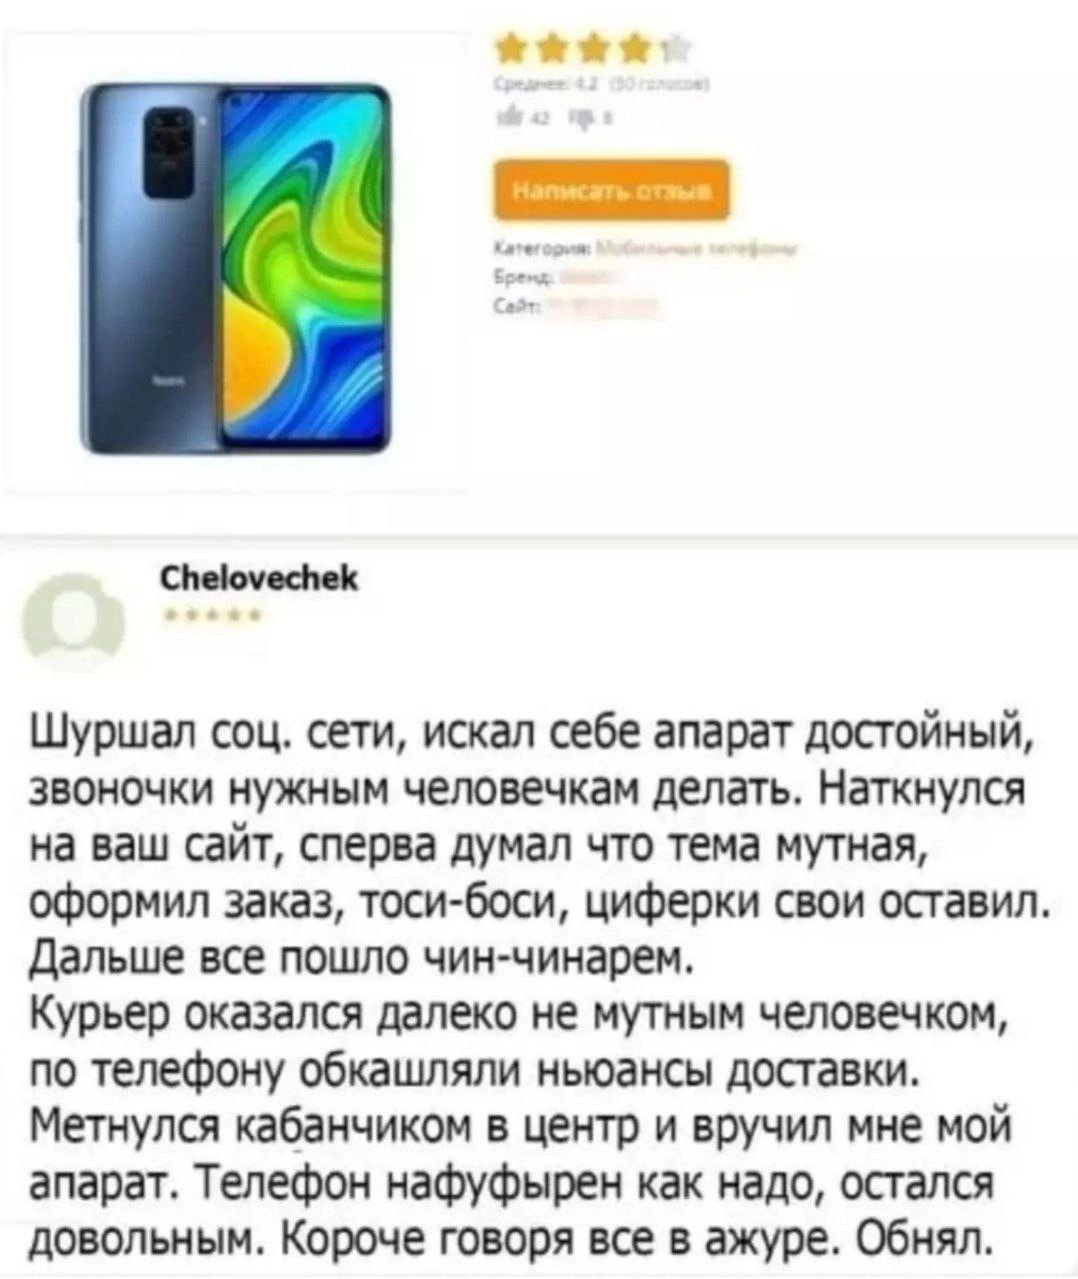 Среднее: 4.2 (50 голосов)
42 8
Написать отзыв
Категория: Мобильные телефоны
Бренд:
Сайт:
Redmi
Chelovechek
Шуршал соц. сети, искал себе апарат достойный,
звоночки нужным человечкам делать. Наткнулся
на ваш сайт, сперва думал что тема мутная,
оформил заказ, тоси-боси, циферки свои оставил.
Дальше все пошло чин-чинарем.
Курьер оказался далеко не мутным человечком,
по телефону обкашляли ньюансы доставки.
Метнулся кабанчиком в центр и вручил мне мой
апарат. Телефон нафуфырен как надо, остался
довольным. Короче говоря все в ажуре. Обнял.